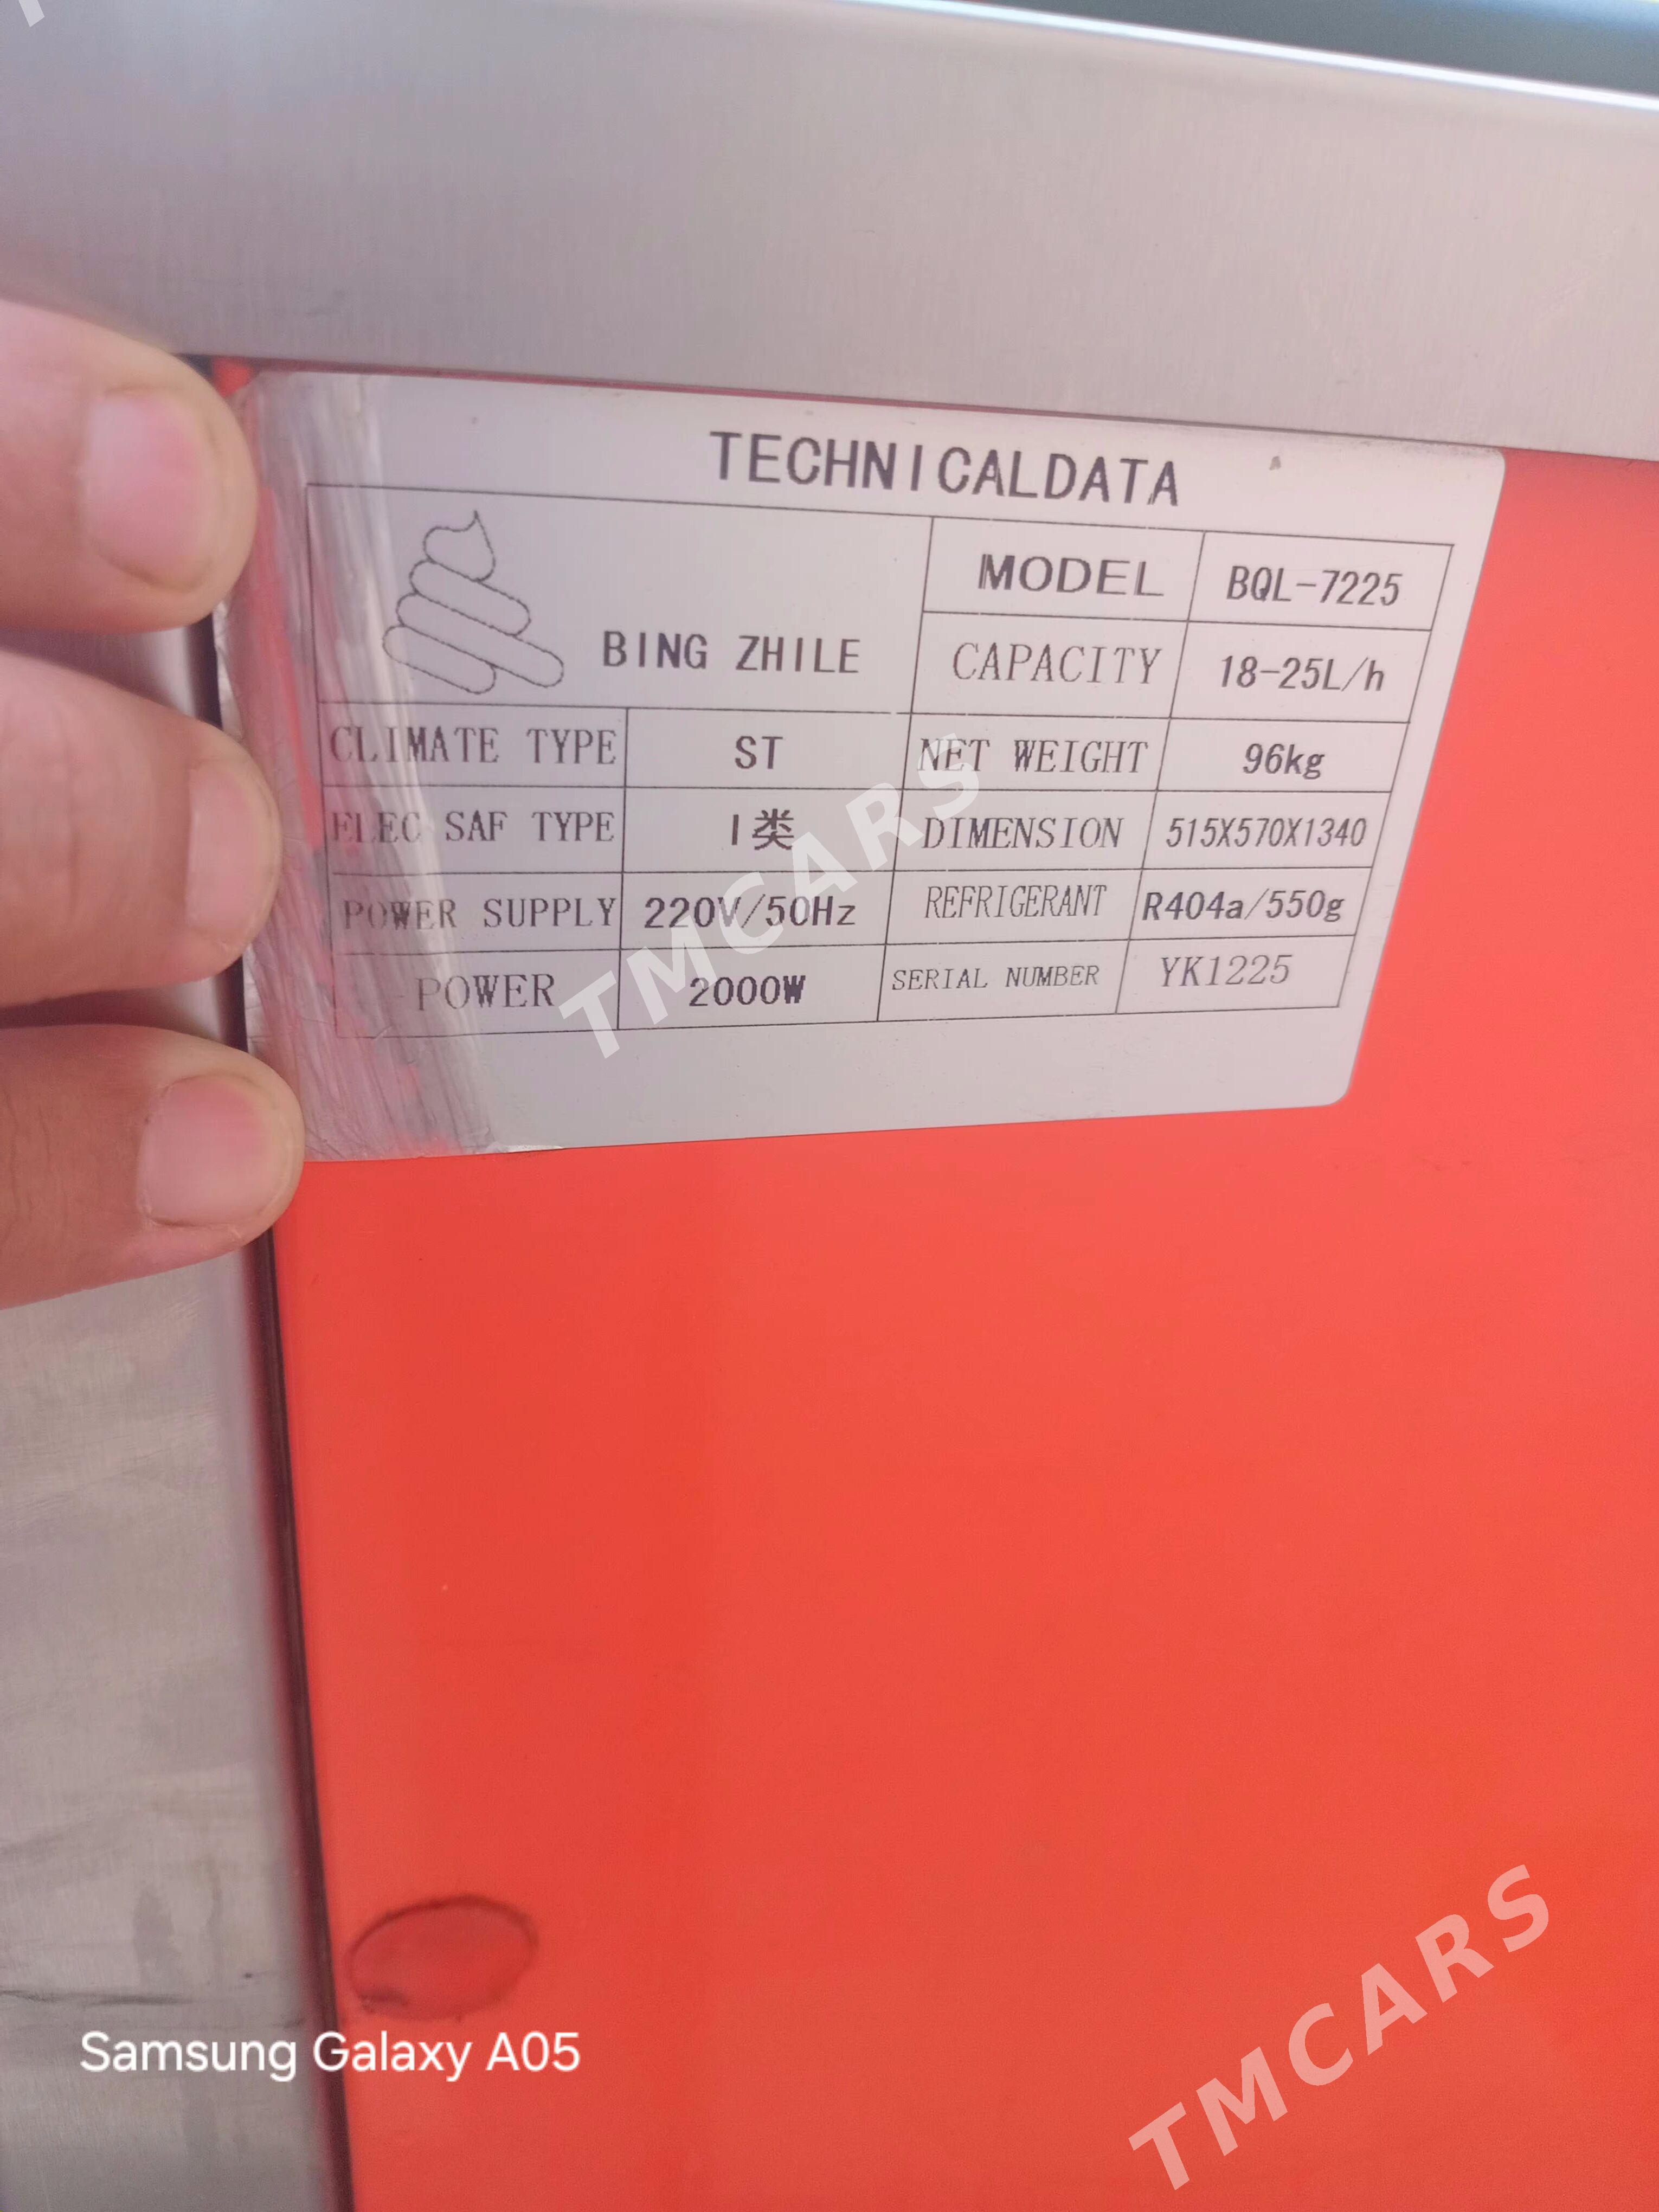 TECHNICALDATA
BING ZHILE
MODEL BQL-7225
CAPACITY 18-25L/h
CLIMATE TYPE ST NET WEIGHT 96kg
ELEC SAF TYPE I类 DIMENSION 515X570X1340
POWER SUPPLY 220V/50Hz REFRIGERANT R404a/550g
POWER 2000W SERIAL NUMBER YK1225
TMCARS
Samsung Galaxy A05
TMCARS